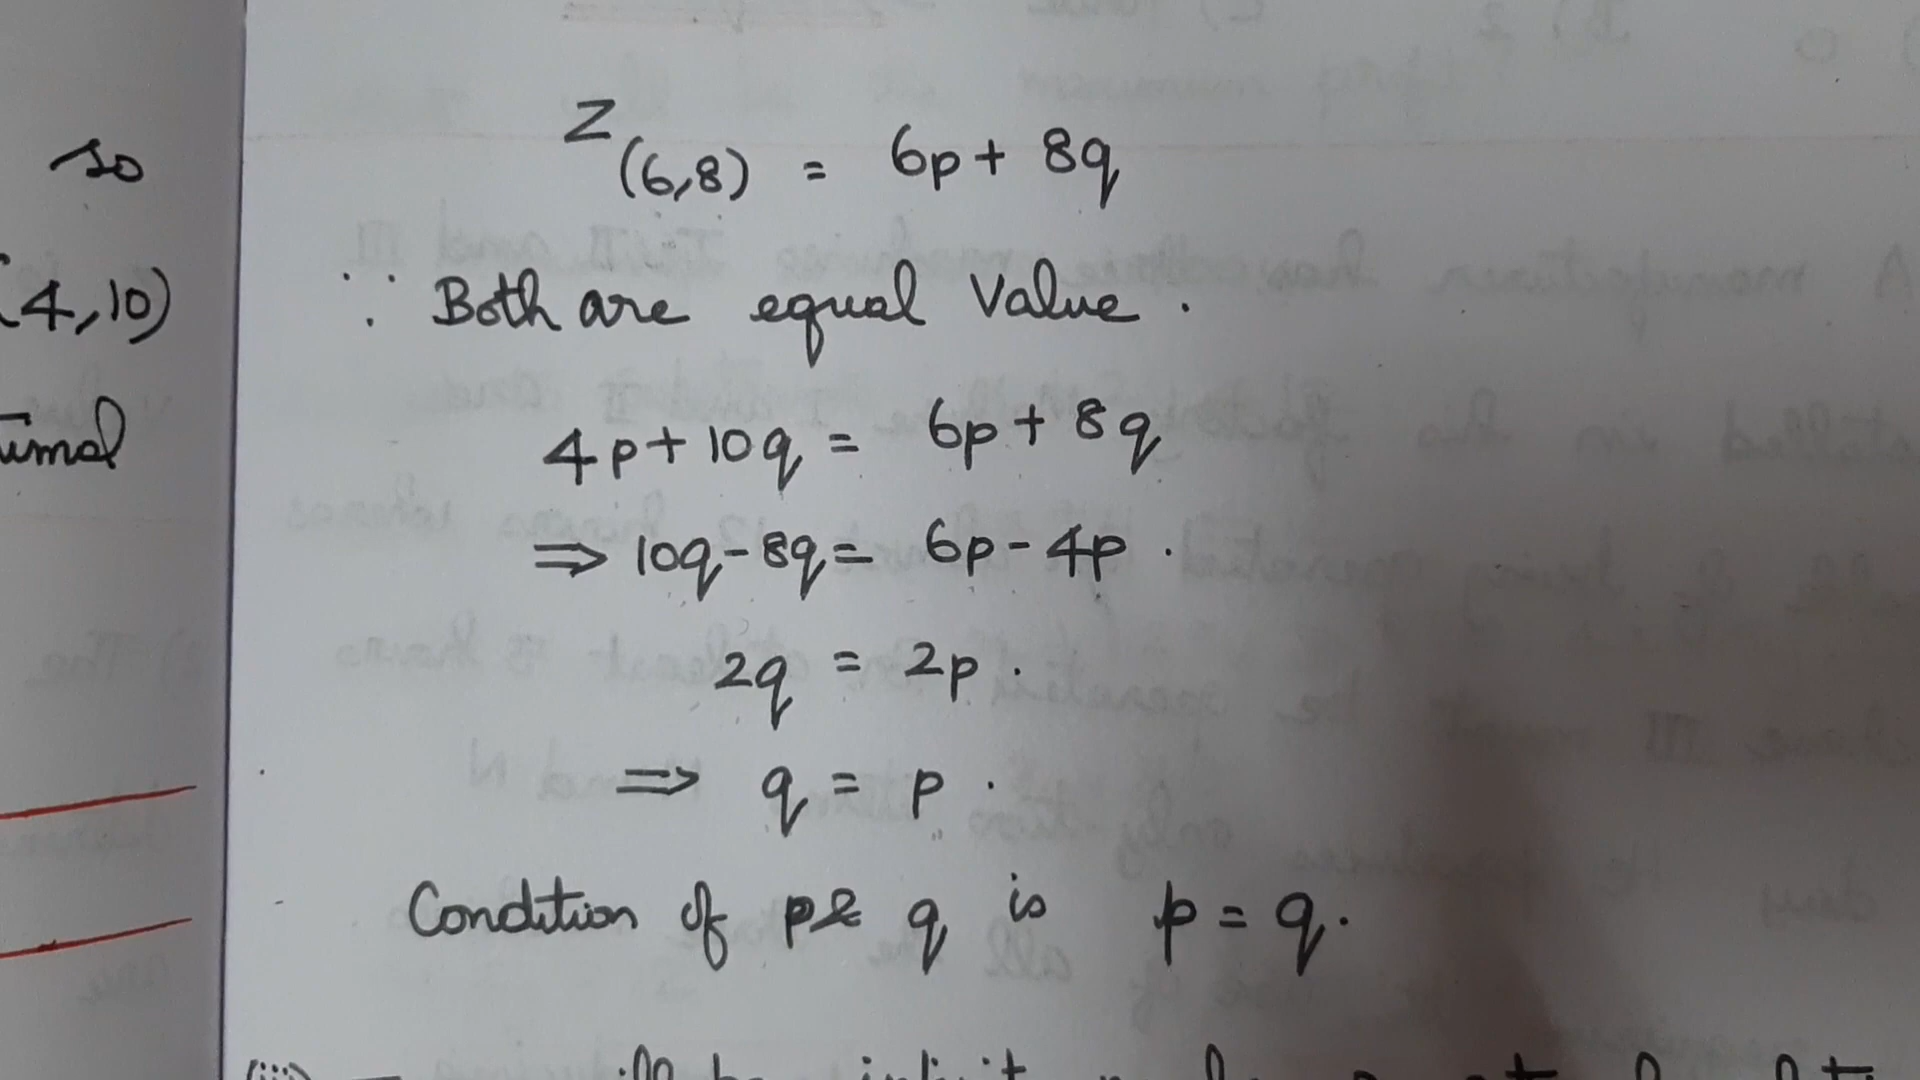 so
(4,10)
Z(6,8) = 6p + 8q
∵ Both are equal Value.
4p + 10q = 6p + 8q
⇒ 10q - 8q = 6p - 4p.
2q = 2p.
⇒ q = p.
Condition of p & q is p = q.
(iii)